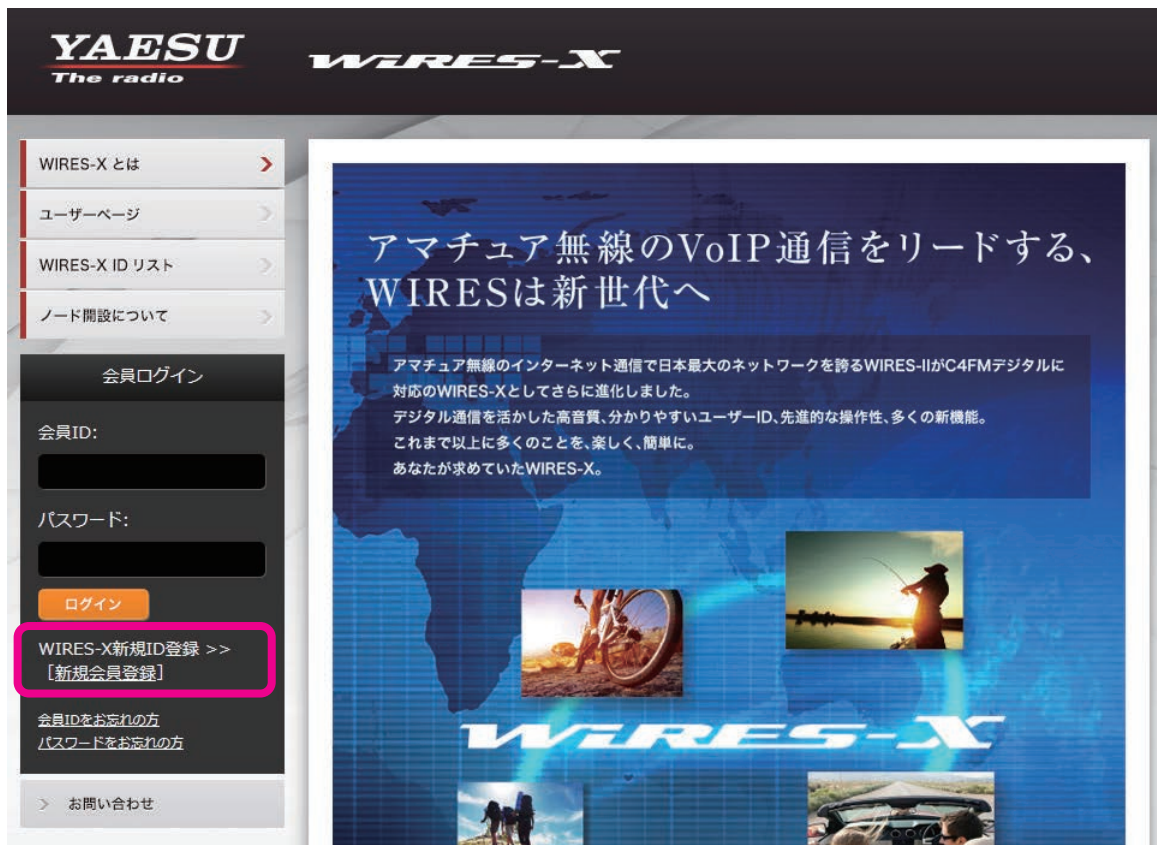 YAESU
The radio
WIRES-X
WIRES-X とは
ユーザーページ
WIRES-X ID リスト
ノード開設について
会員ログイン
会員ID:
パスワード:
ログイン
WIRES-X新規ID登録 >>
[新規会員登録]
会員IDをお忘れの方
パスワードをお忘れの方
お問い合わせ
アマチュア無線のVoIP通信をリードする、
WIRESは新世代へ
アマチュア無線のインターネット通信で日本最大のネットワークを誇るWIRES-IIがC4FMデジタルに
対応のWIRES-Xとしてさらに進化しました。
デジタル通信を活かした高音質、分かりやすいユーザーID、先進的な操作性、多くの新機能。
これまで以上に多くのことを、楽しく、簡単に。
あなたが求めていたWIRES-X。
WIRES-X